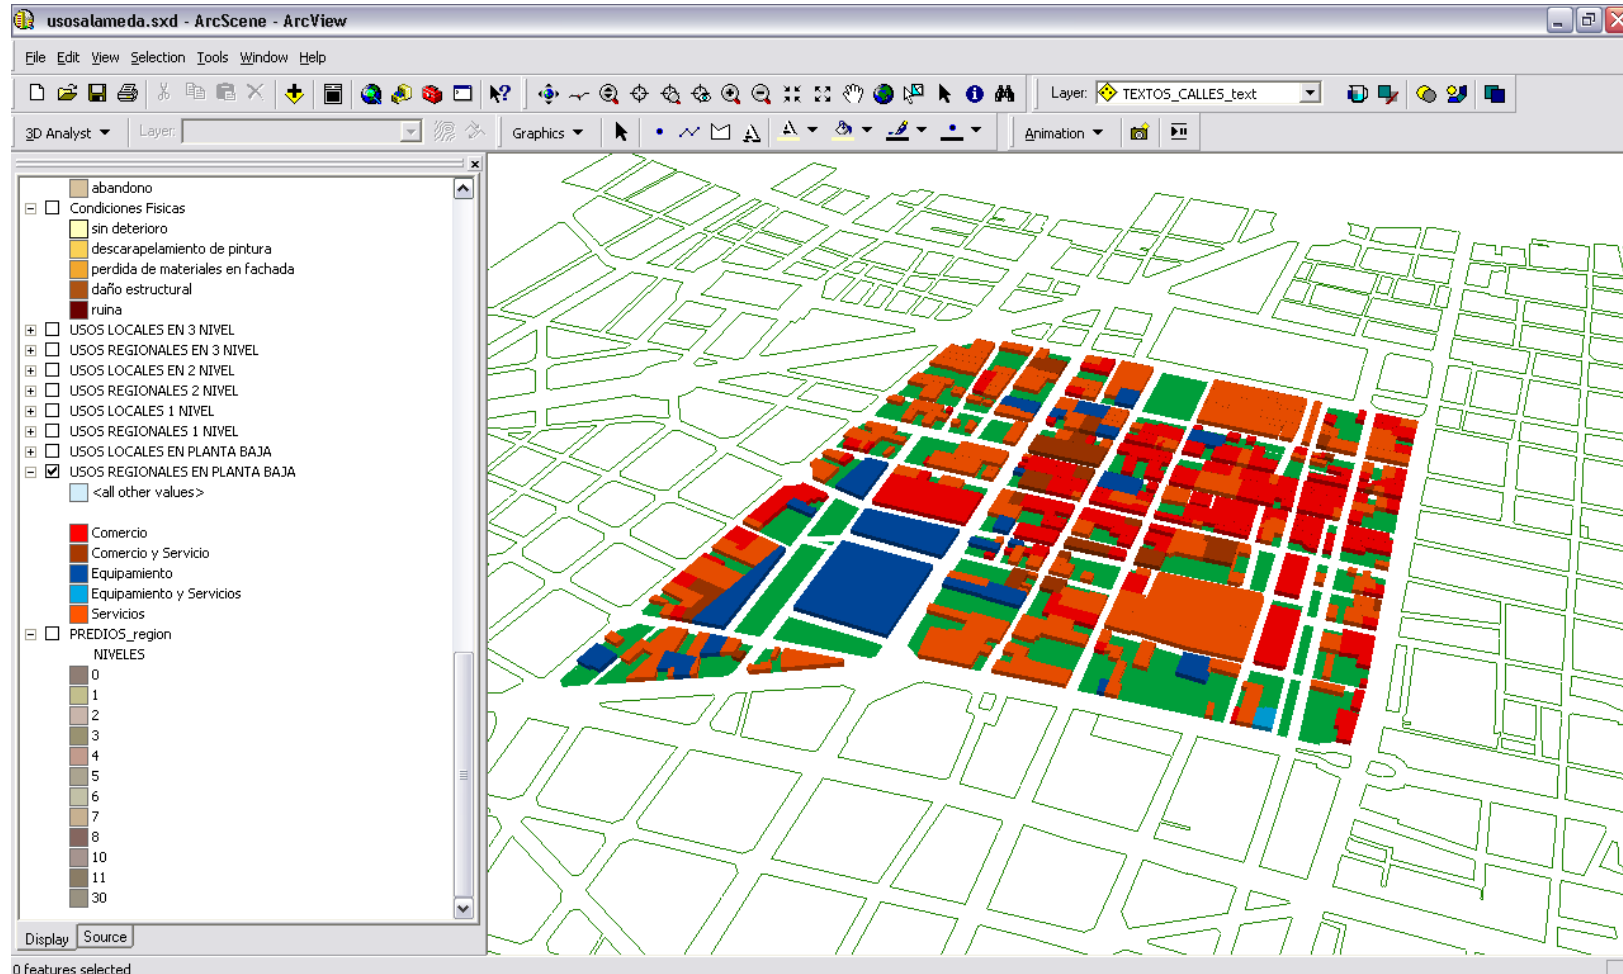 usosalameda.sxd - ArcScene - ArcView
File Edit View Selection Tools Window Help
Layer: TEXTOS_CALLES_text
3D Analyst Layer: Graphics Animation
abandono
Condiciones Fisicas
sin deterioro
descarapelamiento de pintura
perdida de materiales en fachada
daño estructural
ruina
USOS LOCALES EN 3 NIVEL
USOS REGIONALES EN 3 NIVEL
USOS LOCALES EN 2 NIVEL
USOS REGIONALES 2 NIVEL
USOS LOCALES 1 NIVEL
USOS REGIONALES 1 NIVEL
USOS LOCALES EN PLANTA BAJA
USOS REGIONALES EN PLANTA BAJA
<all other values>
Comercio
Comercio y Servicio
Equipamiento
Equipamiento y Servicios
Servicios
PREDIOS_region
NIVELES
0
1
2
3
4
5
6
7
8
10
11
30
Display Source
0 features selected